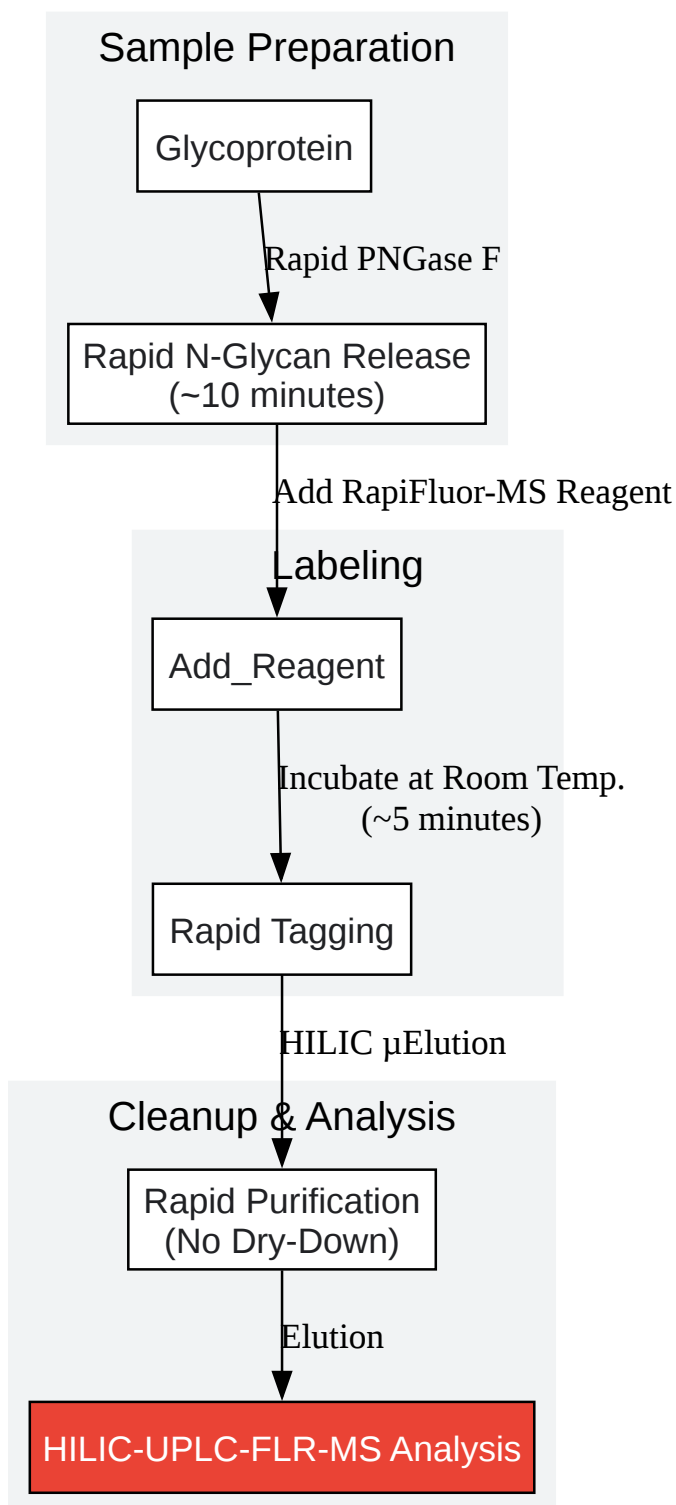 Sample Preparation
Glycoprotein
Rapid PNGase F
Rapid N-Glycan Release
(~10 minutes)
Add RapiFluor-MS Reagent
Labeling
Add_Reagent
Incubate at Room Temp.
(~5 minutes)
Rapid Tagging
HILIC µElution
Cleanup & Analysis
Rapid Purification
(No Dry-Down)
Elution
HILIC-UPLC-FLR-MS Analysis